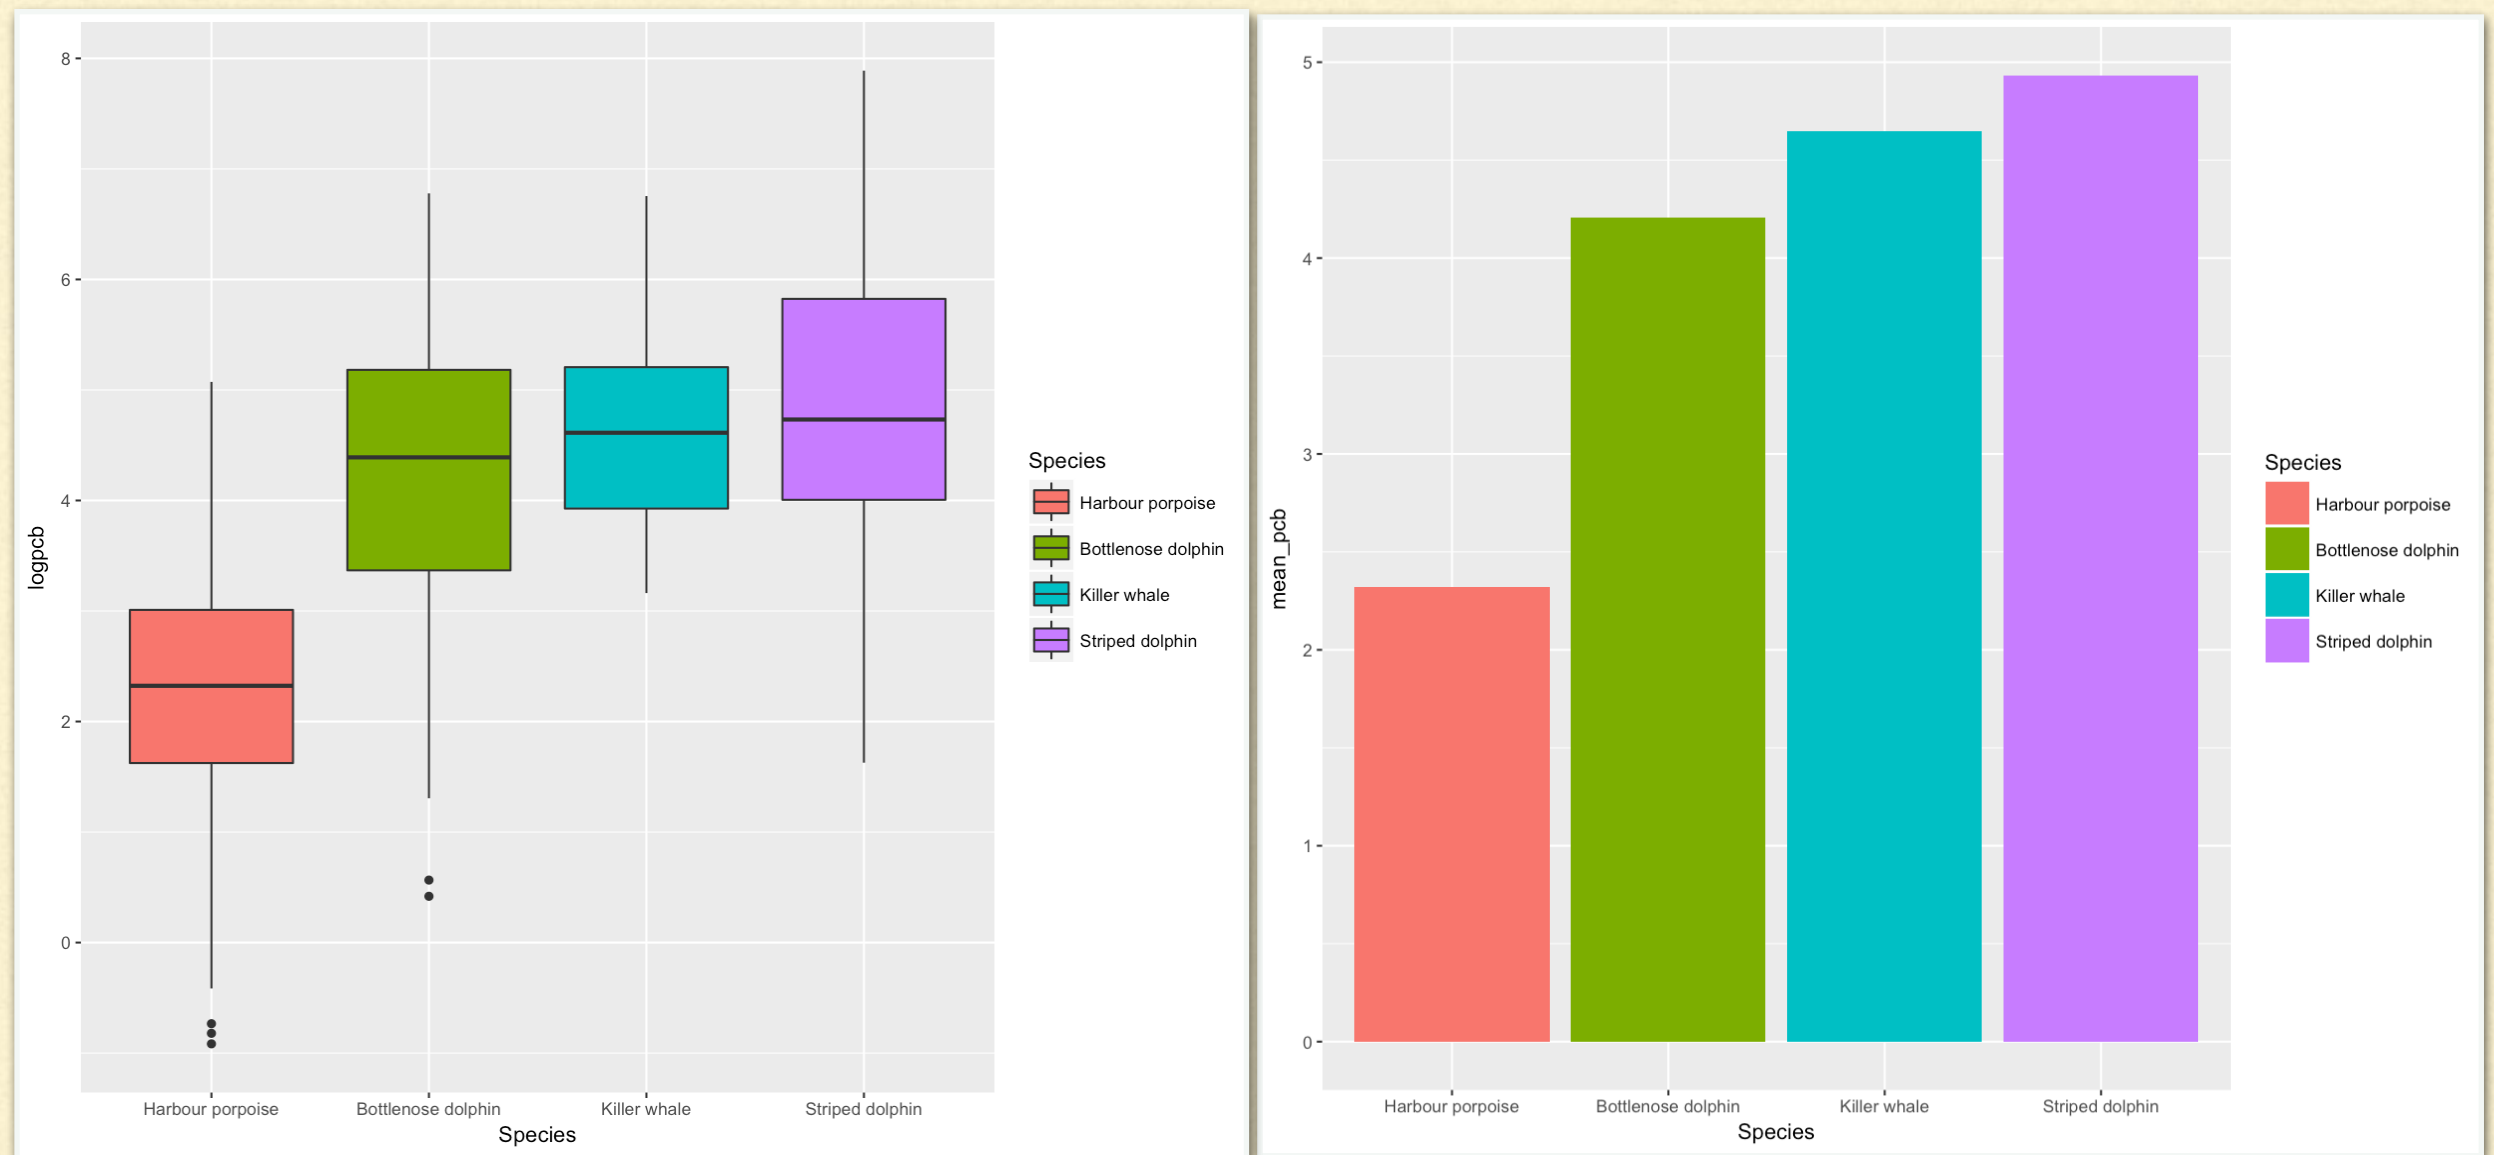 8
6
4
2
0
logpcb
Harbour porpoise Bottlenose dolphin Killer whale Striped dolphin
Species
Species
Harbour porpoise
Bottlenose dolphin
Killer whale
Striped dolphin
5
4
3
2
1
0
mean_pcb
Harbour porpoise Bottlenose dolphin Killer whale Striped dolphin
Species
Species
Harbour porpoise
Bottlenose dolphin
Killer whale
Striped dolphin